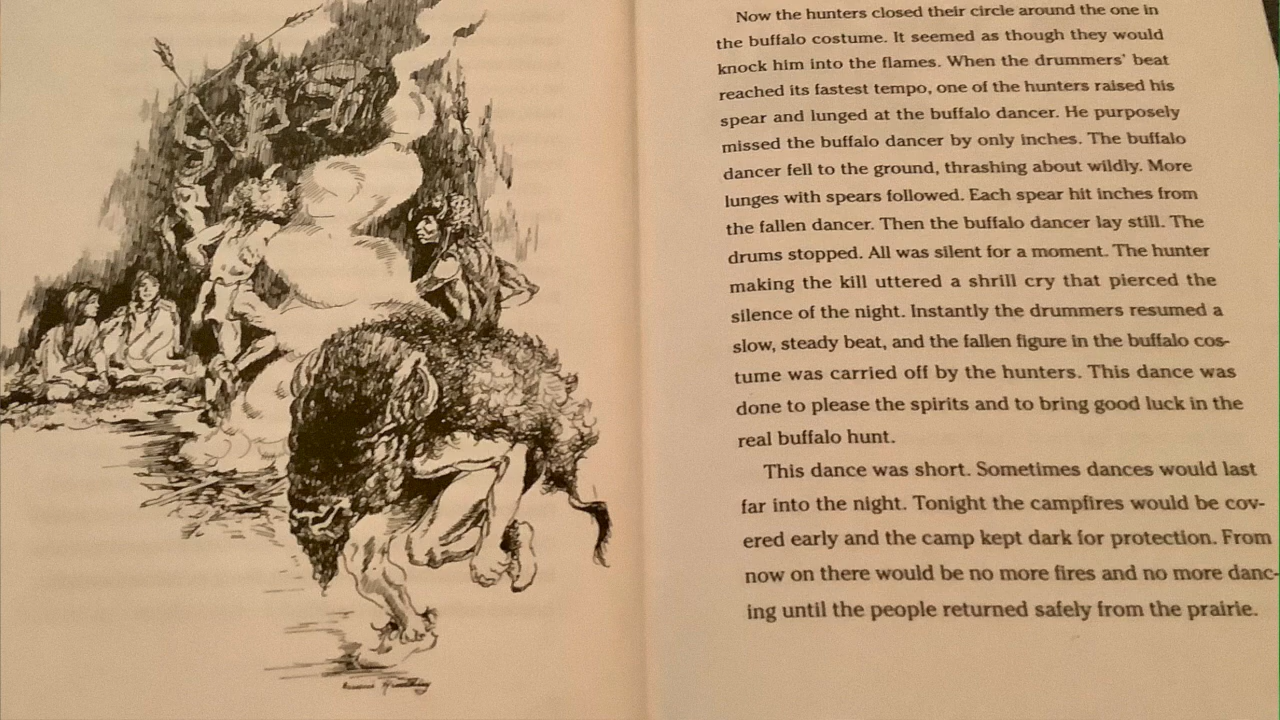 Now the hunters closed their circle around the one in
the buffalo costume. It seemed as though they would
knock him into the flames. When the drummers' beat
reached its fastest tempo, one of the hunters raised his
spear and lunged at the buffalo dancer. He purposely
missed the buffalo dancer by only inches. The buffalo
dancer fell to the ground, thrashing about wildly. More
lunges with spears followed. Each spear hit inches from
the fallen dancer. Then the buffalo dancer lay still. The
drums stopped. All was silent for a moment. The hunter
making the kill uttered a shrill cry that pierced the
silence of the night. Instantly the drummers resumed a
slow, steady beat, and the fallen figure in the buffalo cos-
tume was carried off by the hunters. This dance was
done to please the spirits and to bring good luck in the
real buffalo hunt.
This dance was short. Sometimes dances would last
far into the night. Tonight the campfires would be cov-
ered early and the camp kept dark for protection. From
now on there would be no more fires and no more danc-
ing until the people returned safely from the prairie.